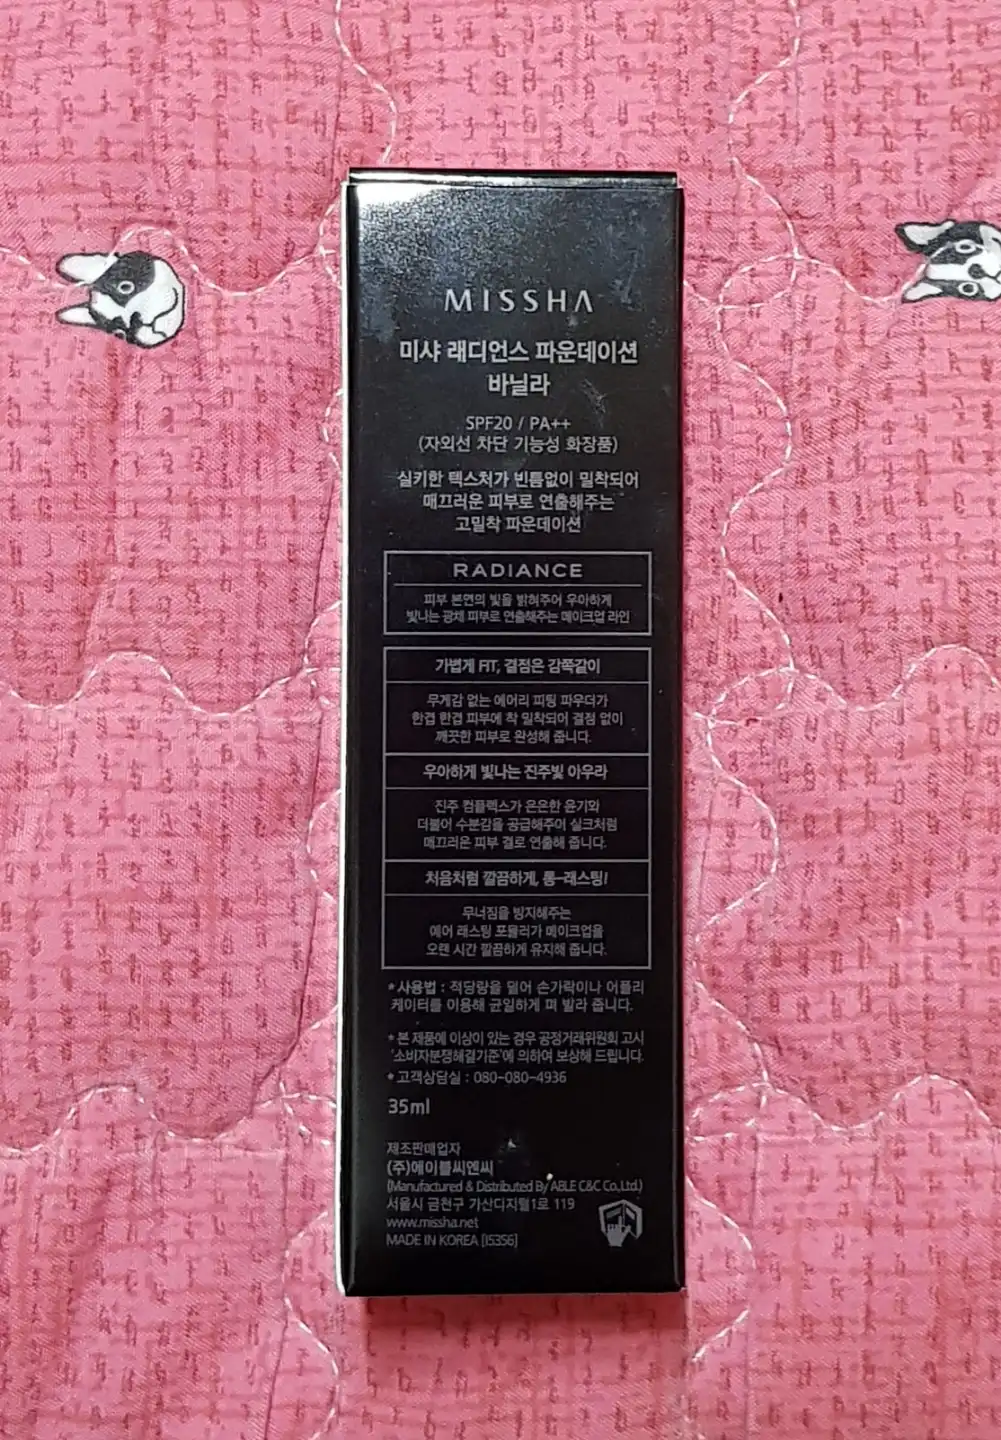 MISSHA
미샤 래디언스 파운데이션
바닐라
SPF20 / PA++
(자외선 차단 기능성 화장품)
실키한 텍스처가 빈틈없이 밀착되어
매끄러운 피부로 연출해주는
고밀착 파운데이션
RADIANCE
피부 본연의 빛을 밝혀주어 우아하게
빛나는 광채 피부로 연출해주는 메이크업 라인
가볍게 FIT, 결점은 감쪽같이
무게감 없는 에어리 피팅 파우더가
한겹 한겹 피부에 착 밀착되어 결점 없이
깨끗한 피부로 완성해 줍니다.
우아하게 빛나는 진주빛 아우라
진주 컴플렉스가 은은한 윤기와
더불어 수분감을 공급해주어 실크처럼
매끄러운 피부 결로 연출해 줍니다.
처음처럼 깔끔하게, 롱-래스팅!
무너짐을 방지해주는
에어 래스팅 포뮬러가 메이크업을
오랜 시간 깔끔하게 유지해 줍니다.
* 사용법 : 적당량을 덜어 손가락이나 어플리
케이터를 이용해 균일하게 펴 발라 줍니다.
* 본 제품에 이상이 있는 경우 공정거래위원회 고시
'소비자분쟁해결기준'에 의하여 보상해 드립니다.
* 고객상담실 : 080-080-4936
35ml
제조판매업자
(주)에이블씨엔씨
(Manufactured & Distributed By ABLE C&C Co.,Ltd.)
서울시 금천구 가산디지털1로 119
www.missha.net
MADE IN KOREA [I53S6]